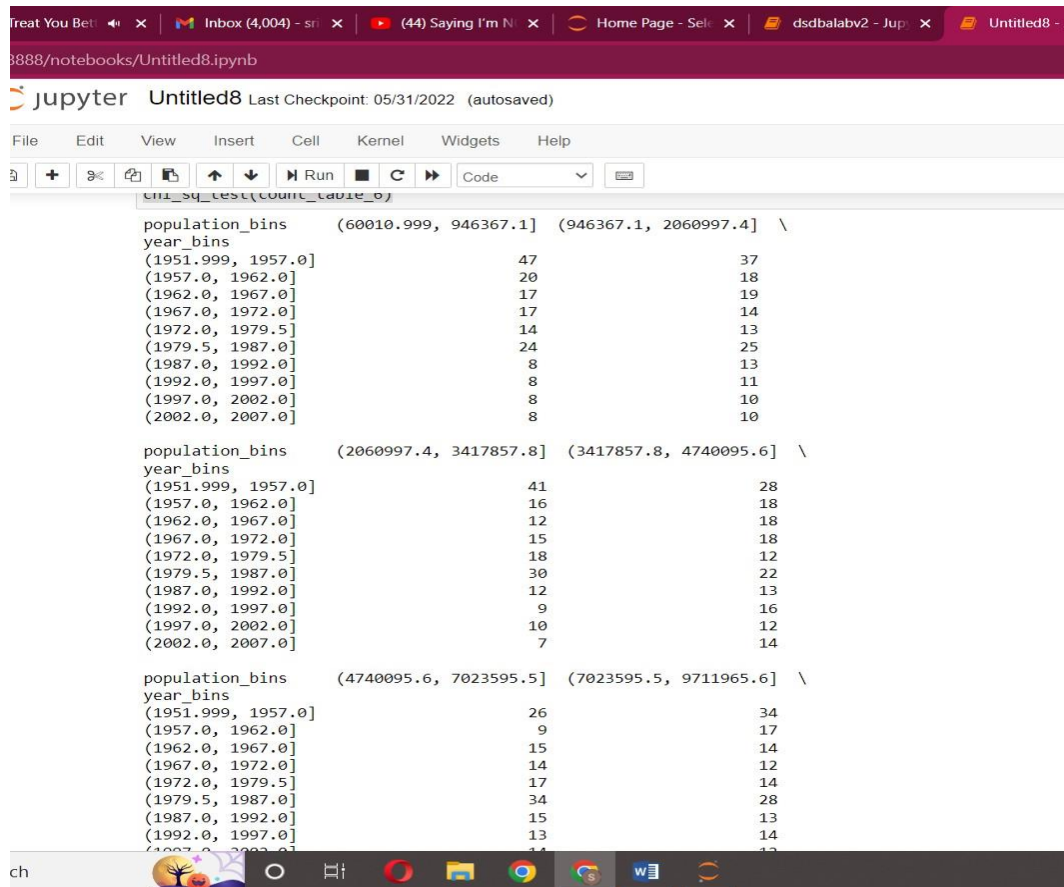 Treat You Bett
Inbox (4,004) - sri
(44) Saying I'm N
Home Page - Sele
dsdbalabv2 - Jup
Untitled8 -
8888/notebooks/Untitled8.ipynb
jupyter Untitled8 Last Checkpoint: 05/31/2022 (autosaved)
File Edit View Insert Cell Kernel Widgets Help
Run Code
chi_sq_test(count_table_6)
population_bins (60010.999, 946367.1] (946367.1, 2060997.4] \
year_bins
(1951.999, 1957.0] 47 37
(1957.0, 1962.0] 20 18
(1962.0, 1967.0] 17 19
(1967.0, 1972.0] 17 14
(1972.0, 1979.5] 14 13
(1979.5, 1987.0] 24 25
(1987.0, 1992.0] 8 13
(1992.0, 1997.0] 8 11
(1997.0, 2002.0] 8 10
(2002.0, 2007.0] 8 10
population_bins (2060997.4, 3417857.8] (3417857.8, 4740095.6] \
year_bins
(1951.999, 1957.0] 41 28
(1957.0, 1962.0] 16 18
(1962.0, 1967.0] 12 18
(1967.0, 1972.0] 15 18
(1972.0, 1979.5] 18 12
(1979.5, 1987.0] 30 22
(1987.0, 1992.0] 12 13
(1992.0, 1997.0] 9 16
(1997.0, 2002.0] 10 12
(2002.0, 2007.0] 7 14
population_bins (4740095.6, 7023595.5] (7023595.5, 9711965.6] \
year_bins
(1951.999, 1957.0] 26 34
(1957.0, 1962.0] 9 17
(1962.0, 1967.0] 15 14
(1967.0, 1972.0] 14 12
(1972.0, 1979.5] 17 14
(1979.5, 1987.0] 34 28
(1987.0, 1992.0] 15 13
(1992.0, 1997.0] 13 14
ch